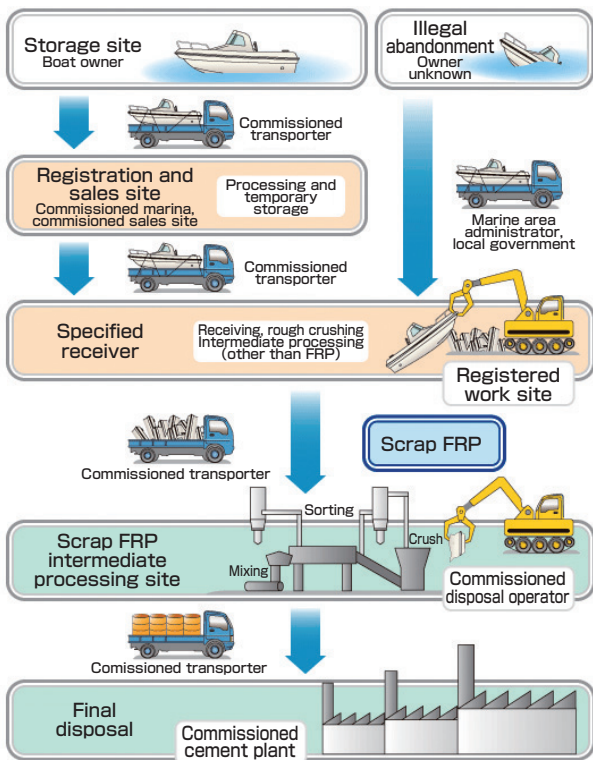 Storage site
Boat owner
Illegal
abandonment
Owner
unknown
Commissioned
transporter
Registration and
sales site
Commissioned marina,
commisioned sales site
Processing and
temporary
storage
Marine area
administrator,
local government
Commissioned
transporter
Specified
receiver
Receiving, rough crushing
Intermediate processing
(other than FRP)
Registered
work site
Commissioned transporter
Scrap FRP
Scrap FRP
intermediate
processing site
Sorting
Crush
Mixing
Commissioned
disposal operator
Comissioned transporter
Final
disposal
Commissioned
cement plant